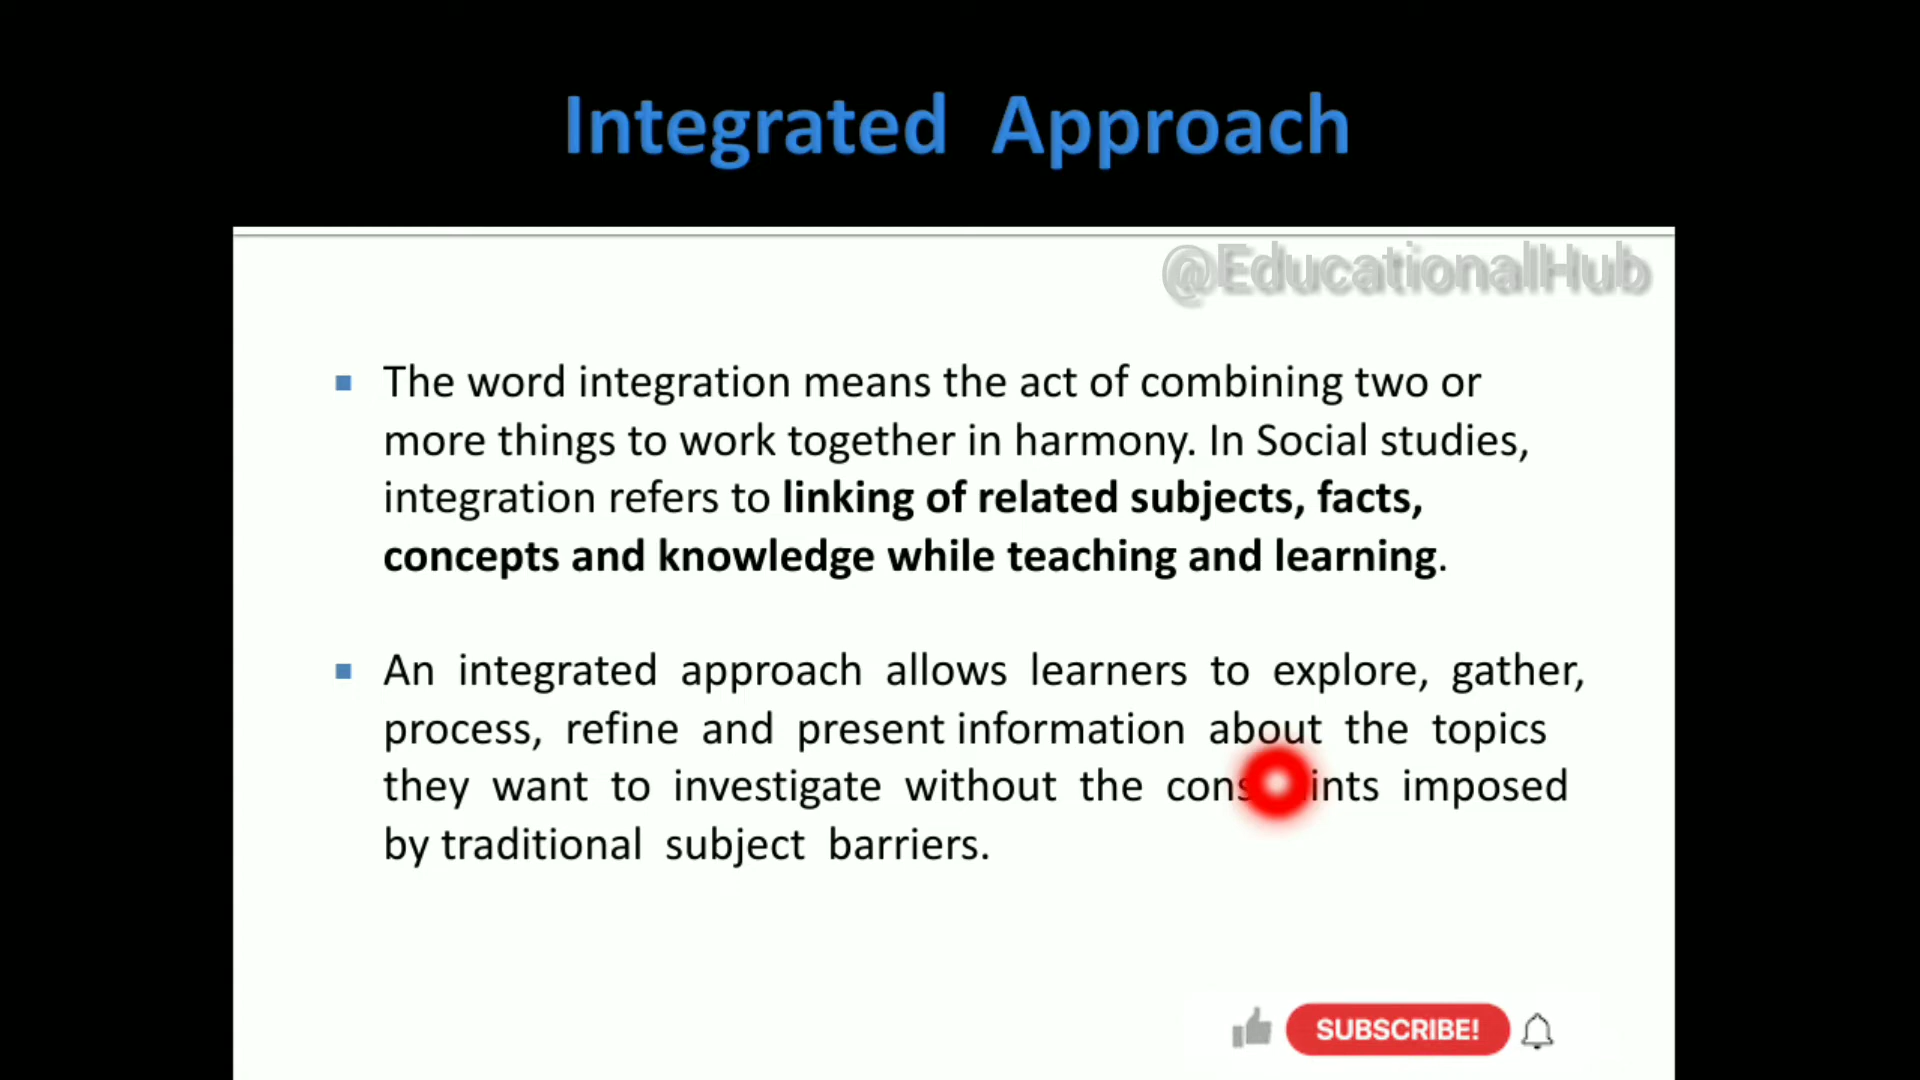 Integrated Approach
@EducationalHub
The word integration means the act of combining two or
more things to work together in harmony. In Social studies,
integration refers to linking of related subjects, facts,
concepts and knowledge while teaching and learning.
An integrated approach allows learners to explore, gather,
process, refine and present information about the topics
they want to investigate without the constraints imposed
by traditional subject barriers.
SUBSCRIBE!